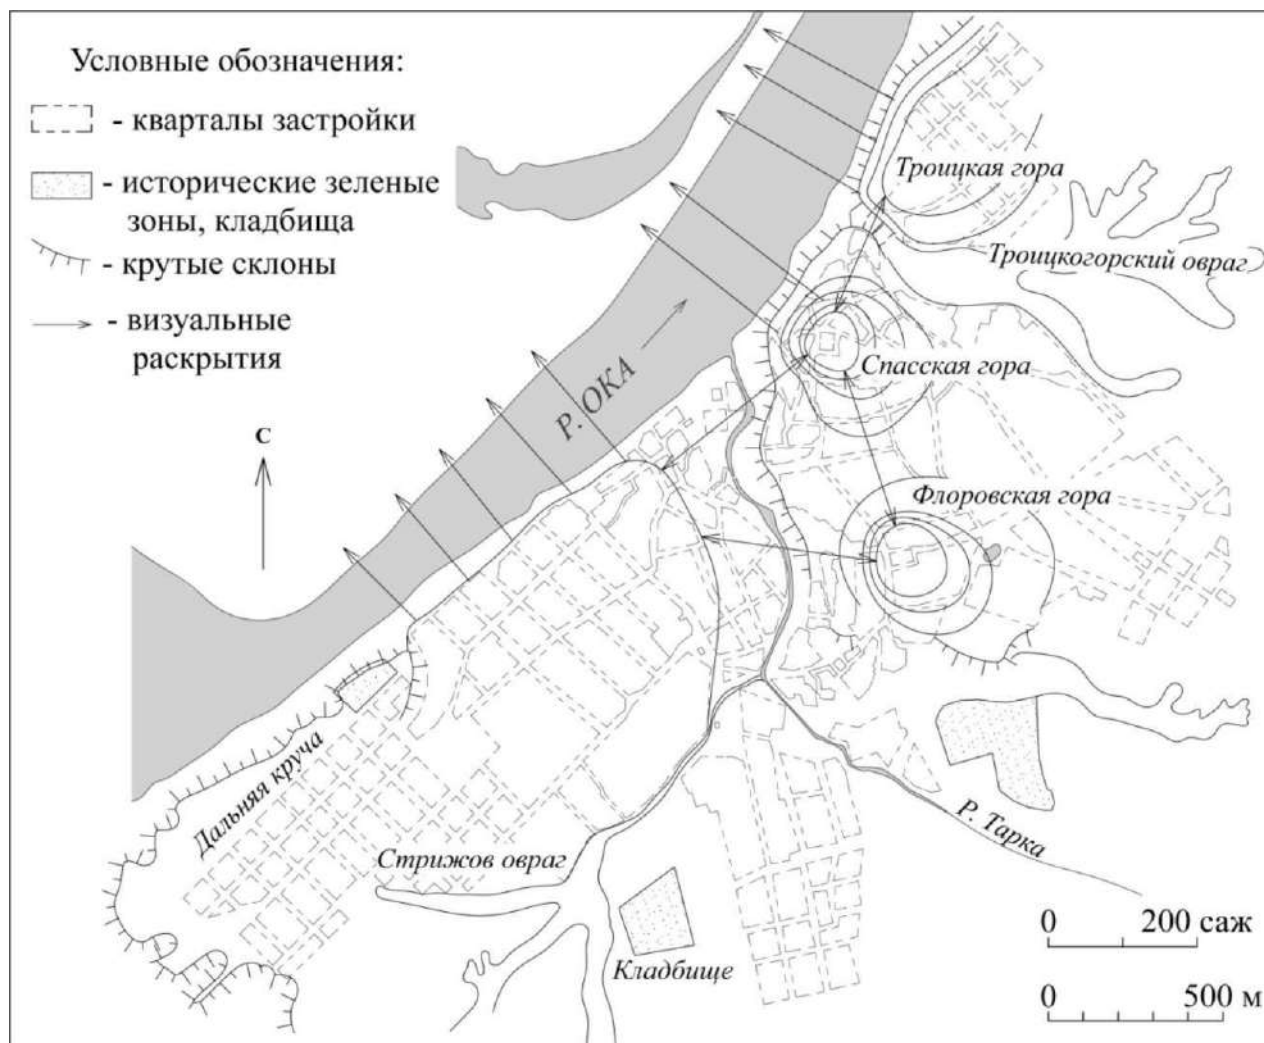 Условные обозначения:
- кварталы застройки
- исторические зеленые
зоны, кладбища
- крутые склоны
- визуальные
раскрытия
С
Р. ОКА
Троицкая гора
Троицкогорский овраг
Спасская гора
Флоровская гора
Дальняя круча
Стрижов овраг
Кладбище
Р. Тарка
0 200 саж
0 500 м